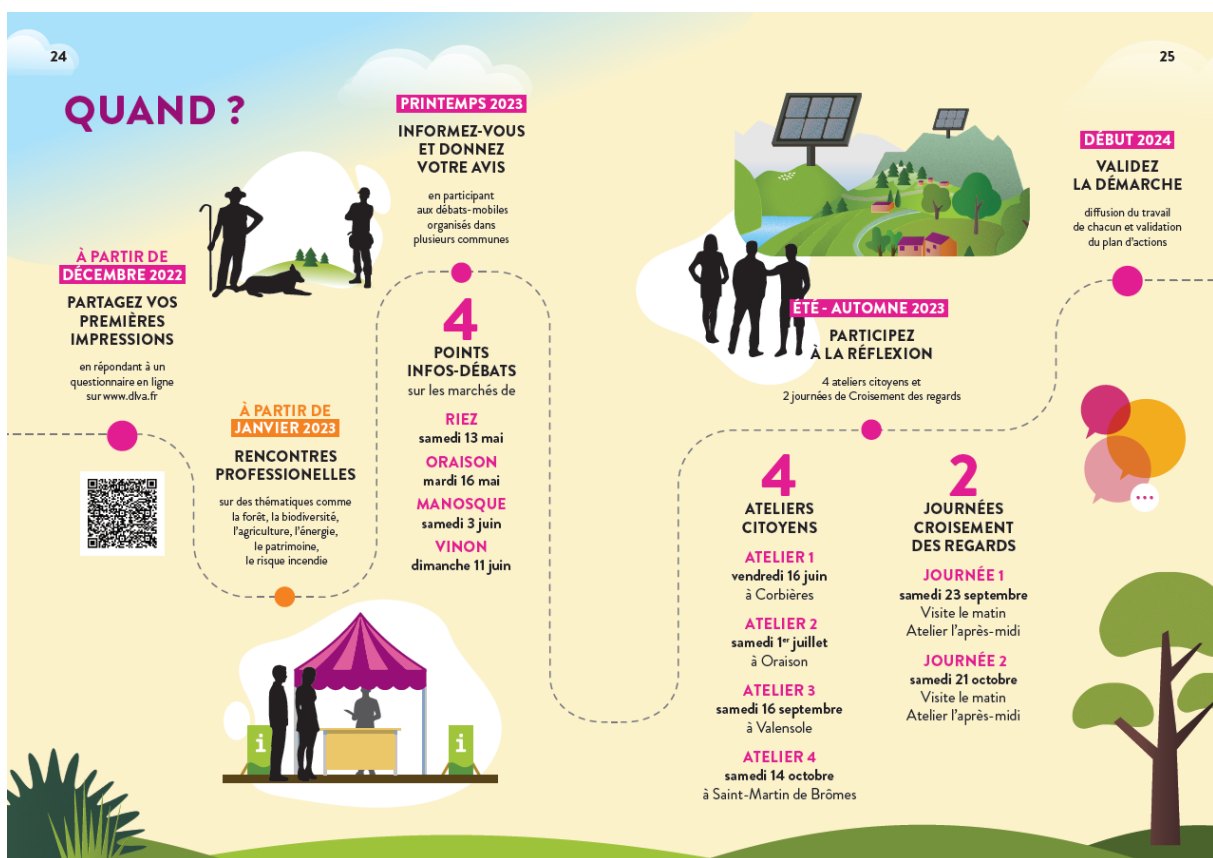 24
QUAND ?
À PARTIR DE
DÉCEMBRE 2022
PARTAGEZ VOS
PREMIÈRES
IMPRESSIONS
en répondant à un
questionnaire en ligne
sur www.dlva.fr
À PARTIR DE
JANVIER 2023
RENCONTRES
PROFESSIONELLES
sur des thématiques comme
la forêt, la biodiversité,
l'agriculture, l'énergie,
le patrimoine,
le risque incendie
i
i
PRINTEMPS 2023
INFORMEZ-VOUS
ET DONNEZ
VOTRE AVIS
en participant
aux débats-mobiles
organisés dans
plusieurs communes
4
POINTS
INFOS-DÉBATS
sur les marchés de
RIEZ
samedi 13 mai
ORAISON
mardi 16 mai
MANOSQUE
samedi 3 juin
VINON
dimanche 11 juin
25
ÉTÉ - AUTOMNE 2023
PARTICIPEZ
À LA RÉFLEXION
4 ateliers citoyens et
2 journées de Croisement des regards
4
ATELIERS
CITOYENS
ATELIER 1
vendredi 16 juin
à Corbières
ATELIER 2
samedi 1er juillet
à Oraison
ATELIER 3
samedi 16 septembre
à Valensole
ATELIER 4
samedi 14 octobre
à Saint-Martin de Brômes
2
JOURNÉES
CROISEMENT
DES REGARDS
JOURNÉE 1
samedi 23 septembre
Visite le matin
Atelier l'après-midi
JOURNÉE 2
samedi 21 octobre
Visite le matin
Atelier l'après-midi
DÉBUT 2024
VALIDEZ
LA DÉMARCHE
diffusion du travail
de chacun et validation
du plan d'actions